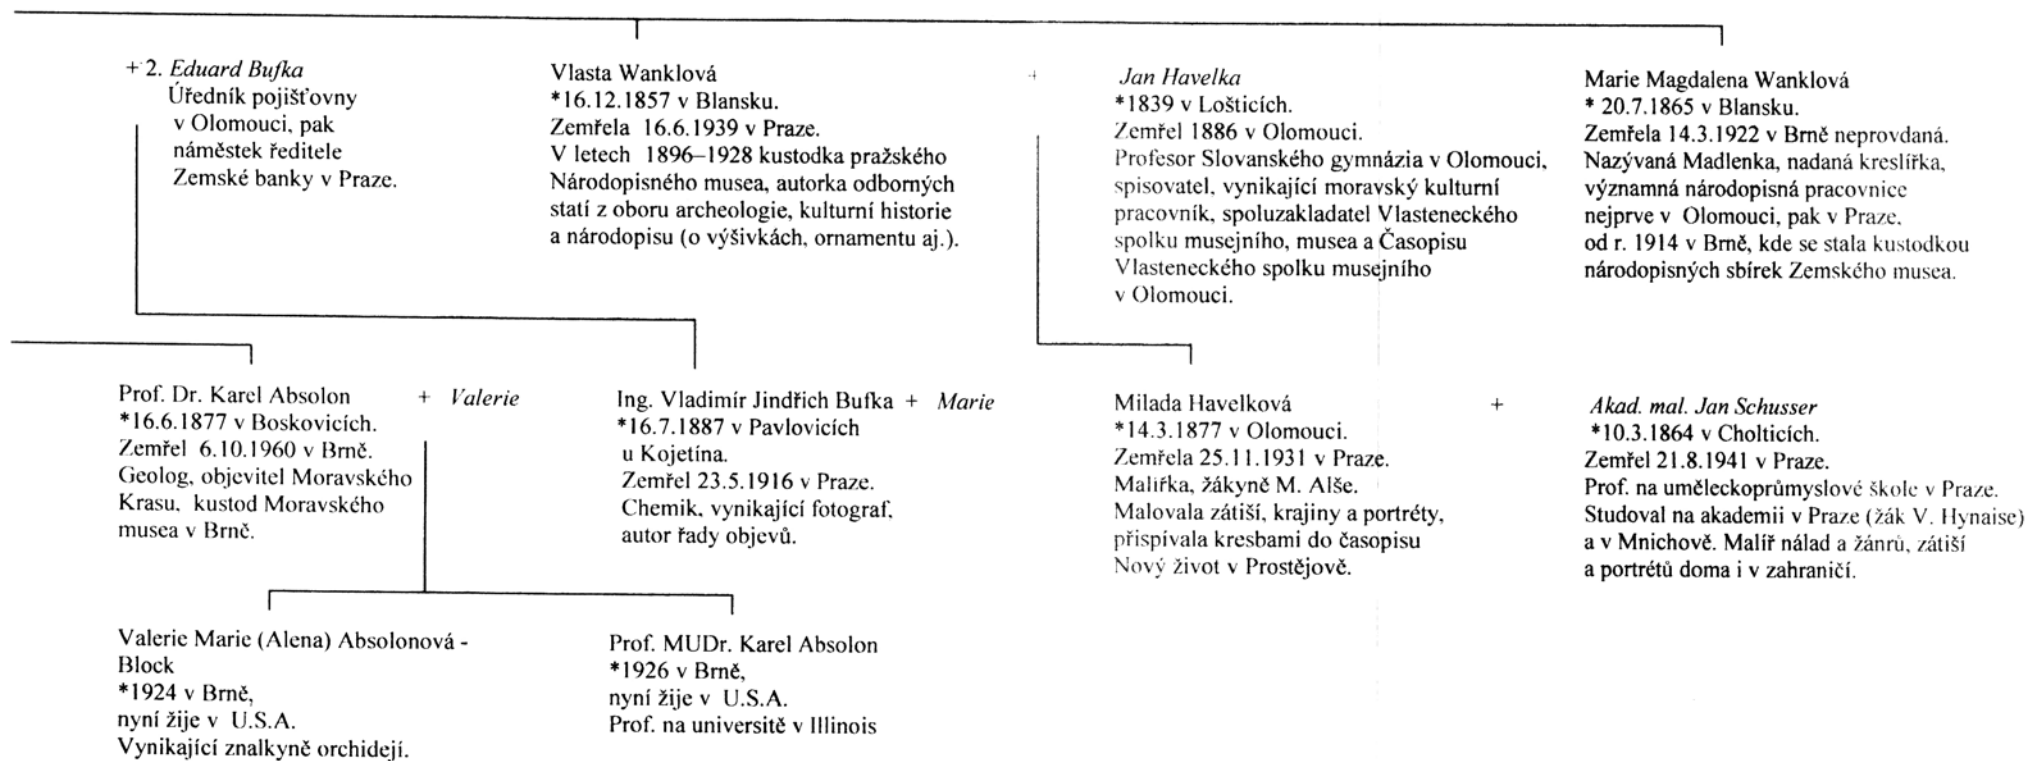 + 2. Eduard Bufka
Úředník pojišťovny
v Olomouci, pak
náměstek ředitele
Zemské banky v Praze.
Vlasta Wanklová
*16.12.1857 v Blansku.
Zemřela 16.6.1939 v Praze.
V letech 1896–1928 kustodka pražského
Národopisného musea, autorka odborných
statí z oboru archeologie, kulturní historie
a národopisu (o výšivkách, ornamentu aj.).
+ Jan Havelka
*1839 v Lošticích.
Zemřel 1886 v Olomouci.
Profesor Slovanského gymnázia v Olomouci,
spisovatel, vynikající moravský kulturní
pracovník, spoluzakladatel Vlasteneckého
spolku musejního, musea a Časopisu
Vlasteneckého spolku musejního
v Olomouci.
Marie Magdalena Wanklová
* 20.7.1865 v Blansku.
Zemřela 14.3.1922 v Brně neprovdaná.
Nazývaná Madlenka, nadaná kreslířka,
významná národopisná pracovnice
nejprve v Olomouci, pak v Praze.
od r. 1914 v Brně, kde se stala kustodkou
národopisných sbírek Zemského musea.
Prof. Dr. Karel Absolon + Valerie
*16.6.1877 v Boskovicích.
Zemřel 6.10.1960 v Brně.
Geolog, objevitel Moravského
Krasu, kustod Moravského
musea v Brně.
Ing. Vladimír Jindřich Bufka + Marie
*16.7.1887 v Pavlovicích
u Kojetína.
Zemřel 23.5.1916 v Praze.
Chemik, vynikající fotograf,
autor řady objevů.
Milada Havelková +
*14.3.1877 v Olomouci.
Zemřela 25.11.1931 v Praze.
Malířka, žákyně M. Alše.
Malovala zátiší, krajiny a portréty,
přispívala kresbami do časopisu
Nový život v Prostějově.
Akad. mal. Jan Schusser
*10.3.1864 v Cholticích.
Zemřel 21.8.1941 v Praze.
Prof. na uměleckoprůmyslové škole v Praze.
Studoval na akademii v Praze (žák V. Hynaise)
a v Mnichově. Malíř nálad a žánrů, zátiší
a portrétů doma i v zahraničí.
Valerie Marie (Alena) Absolonová -
Block
*1924 v Brně,
nyní žije v U.S.A.
Vynikající znalkyně orchidejí.
Prof. MUDr. Karel Absolon
*1926 v Brně,
nyní žije v U.S.A.
Prof. na universitě v Illinois